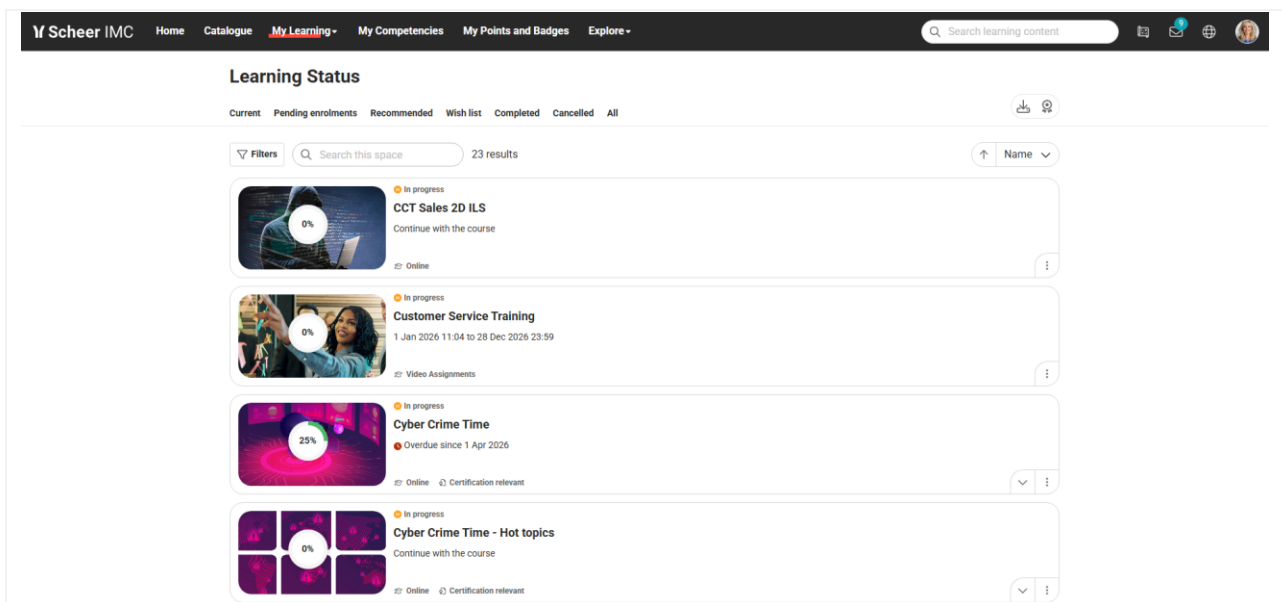 Scheer IMC Home Catalogue My Learning My Competencies My Points and Badges Explore Search learning content 9
Learning Status
Current Pending enrolments Recommended Wish list Completed Cancelled All
Filters Search this space 23 results Name
In progress
CCT Sales 2D ILS
0%
Continue with the course
Online
In progress
Customer Service Training
0%
1 Jan 2026 11:04 to 28 Dec 2026 23:59
Video Assignments
In progress
Cyber Crime Time
25%
Overdue since 1 Apr 2026
Online Certification relevant
In progress
Cyber Crime Time - Hot topics
0%
Continue with the course
Online Certification relevant